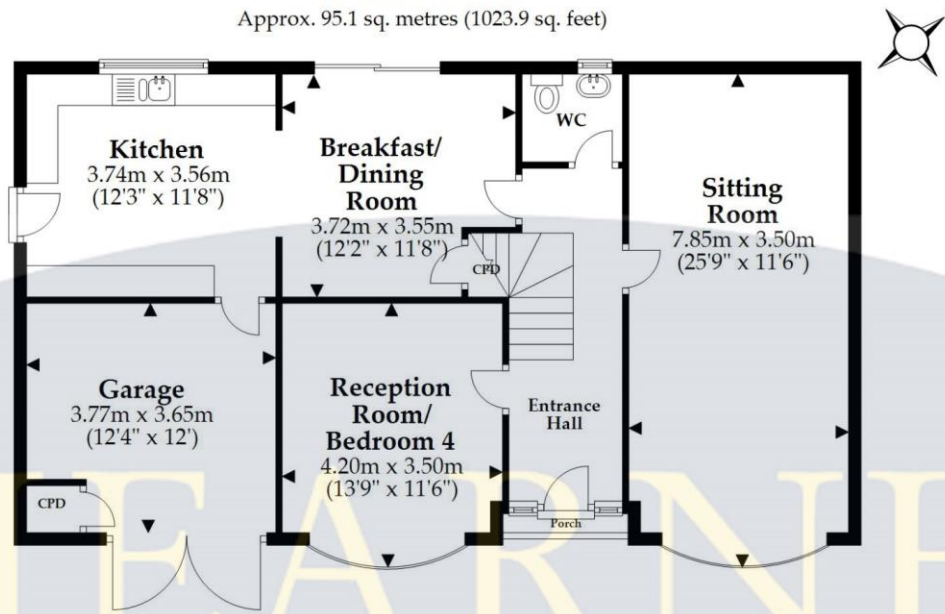 Approx. 95.1 sq. metres (1023.9 sq. feet)
Kitchen
3.74m x 3.56m
(12'3" x 11'8")
Breakfast/
Dining
Room
3.72m x 3.55m
(12'2" x 11'8")
WC
Sitting
Room
7.85m x 3.50m
(25'9" x 11'6")
CPD
Garage
3.77m x 3.65m
(12'4" x 12')
Reception
Room/
Bedroom 4
4.20m x 3.50m
(13'9" x 11'6")
Entrance
Hall
CPD
Porch